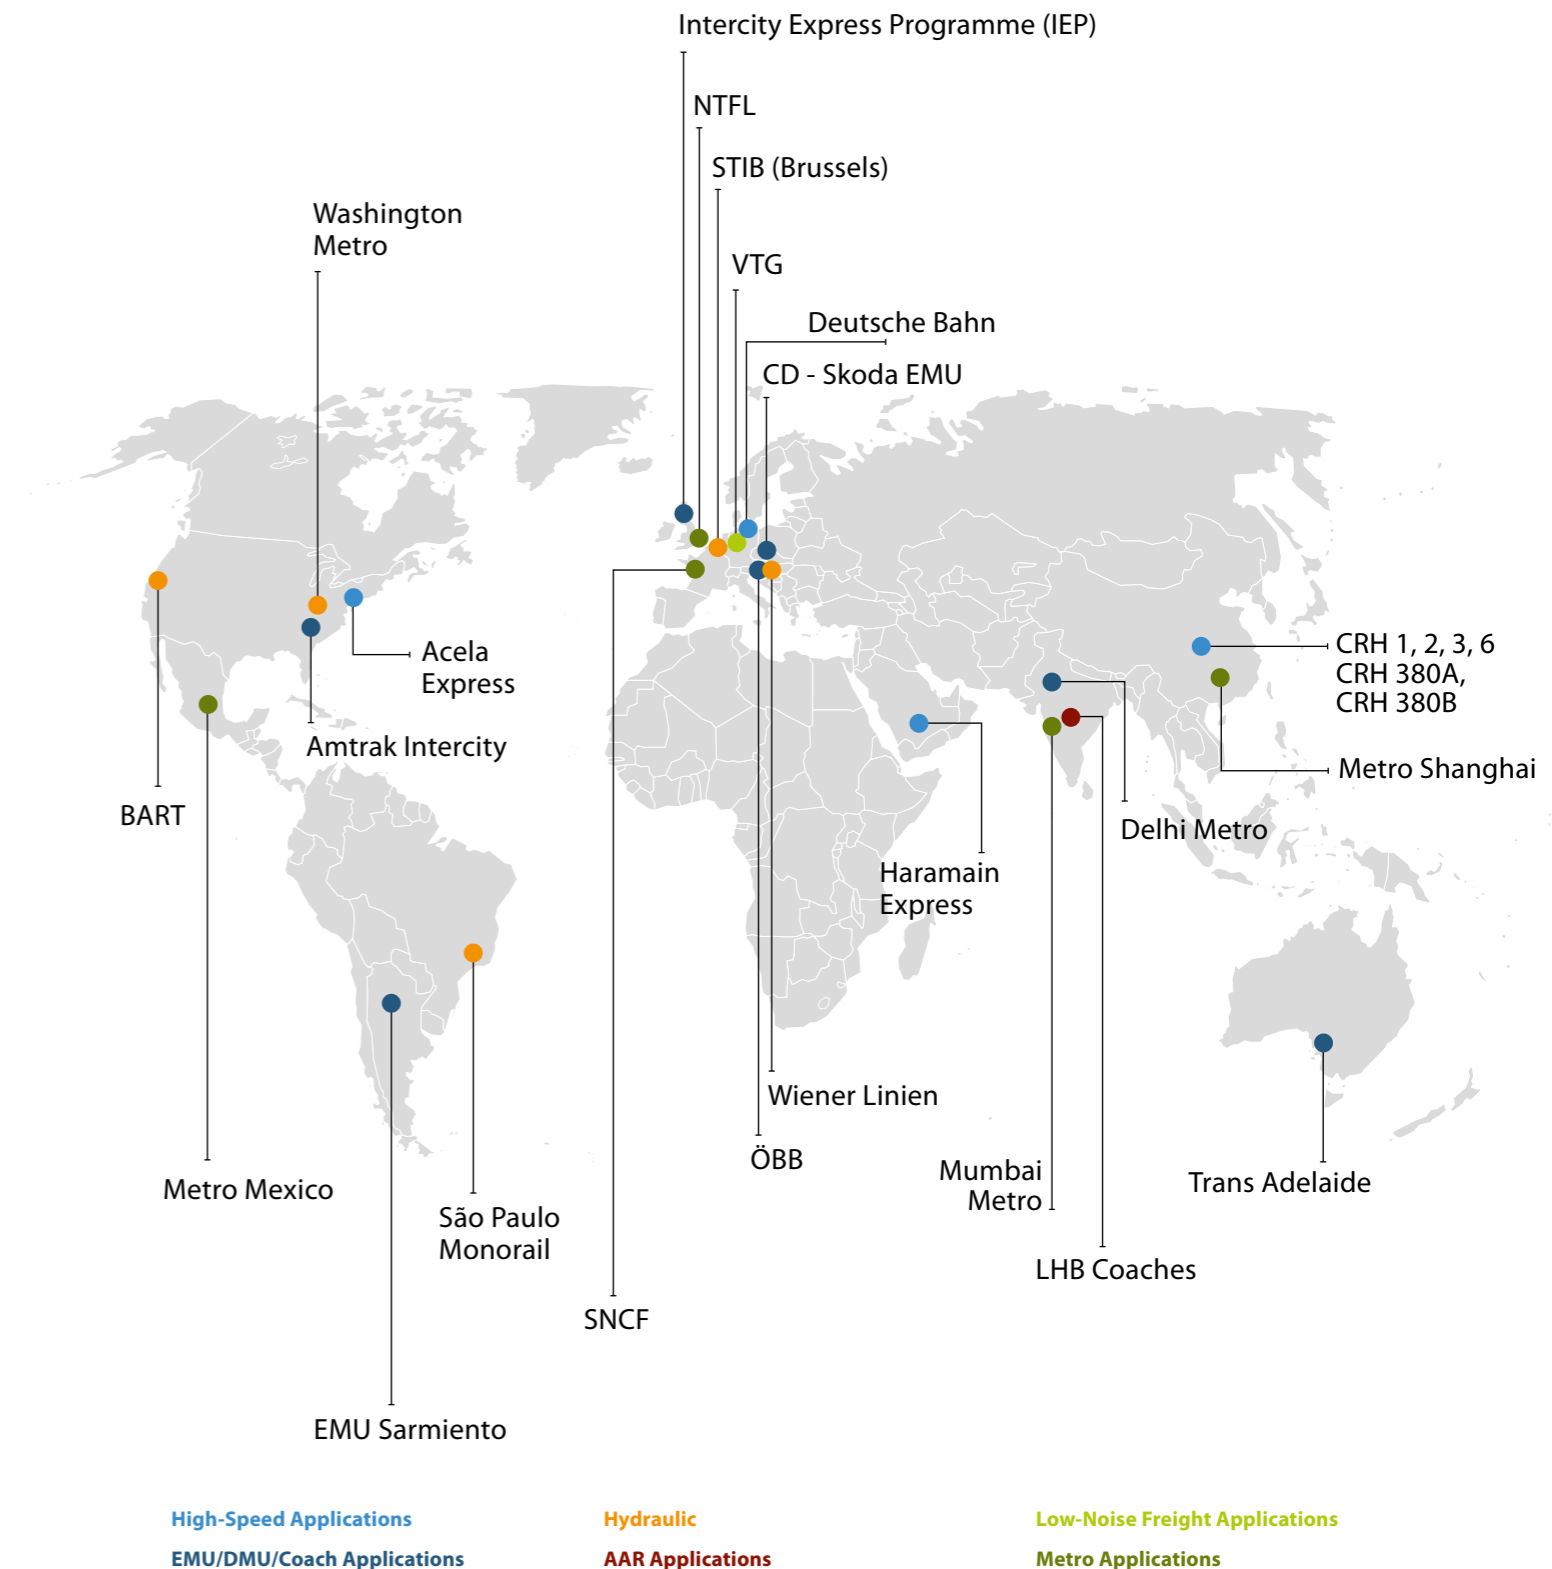 Intercity Express Programme (IEP)
NTFL
STIB (Brussels)
Washington
Metro
VTG
Deutsche Bahn
CD - Skoda EMU
Acela
Express
CRH 1, 2, 3, 6
CRH 380A,
CRH 380B
Amtrak Intercity
Metro Shanghai
BART
Delhi Metro
Haramain
Express
Wiener Linien
ÖBB
Mumbai
Metro
Trans Adelaide
Metro Mexico
São Paulo
Monorail
LHB Coaches
SNCF
EMU Sarmiento
High-Speed Applications
Hydraulic
Low-Noise Freight Applications
EMU/DMU/Coach Applications
AAR Applications
Metro Applications